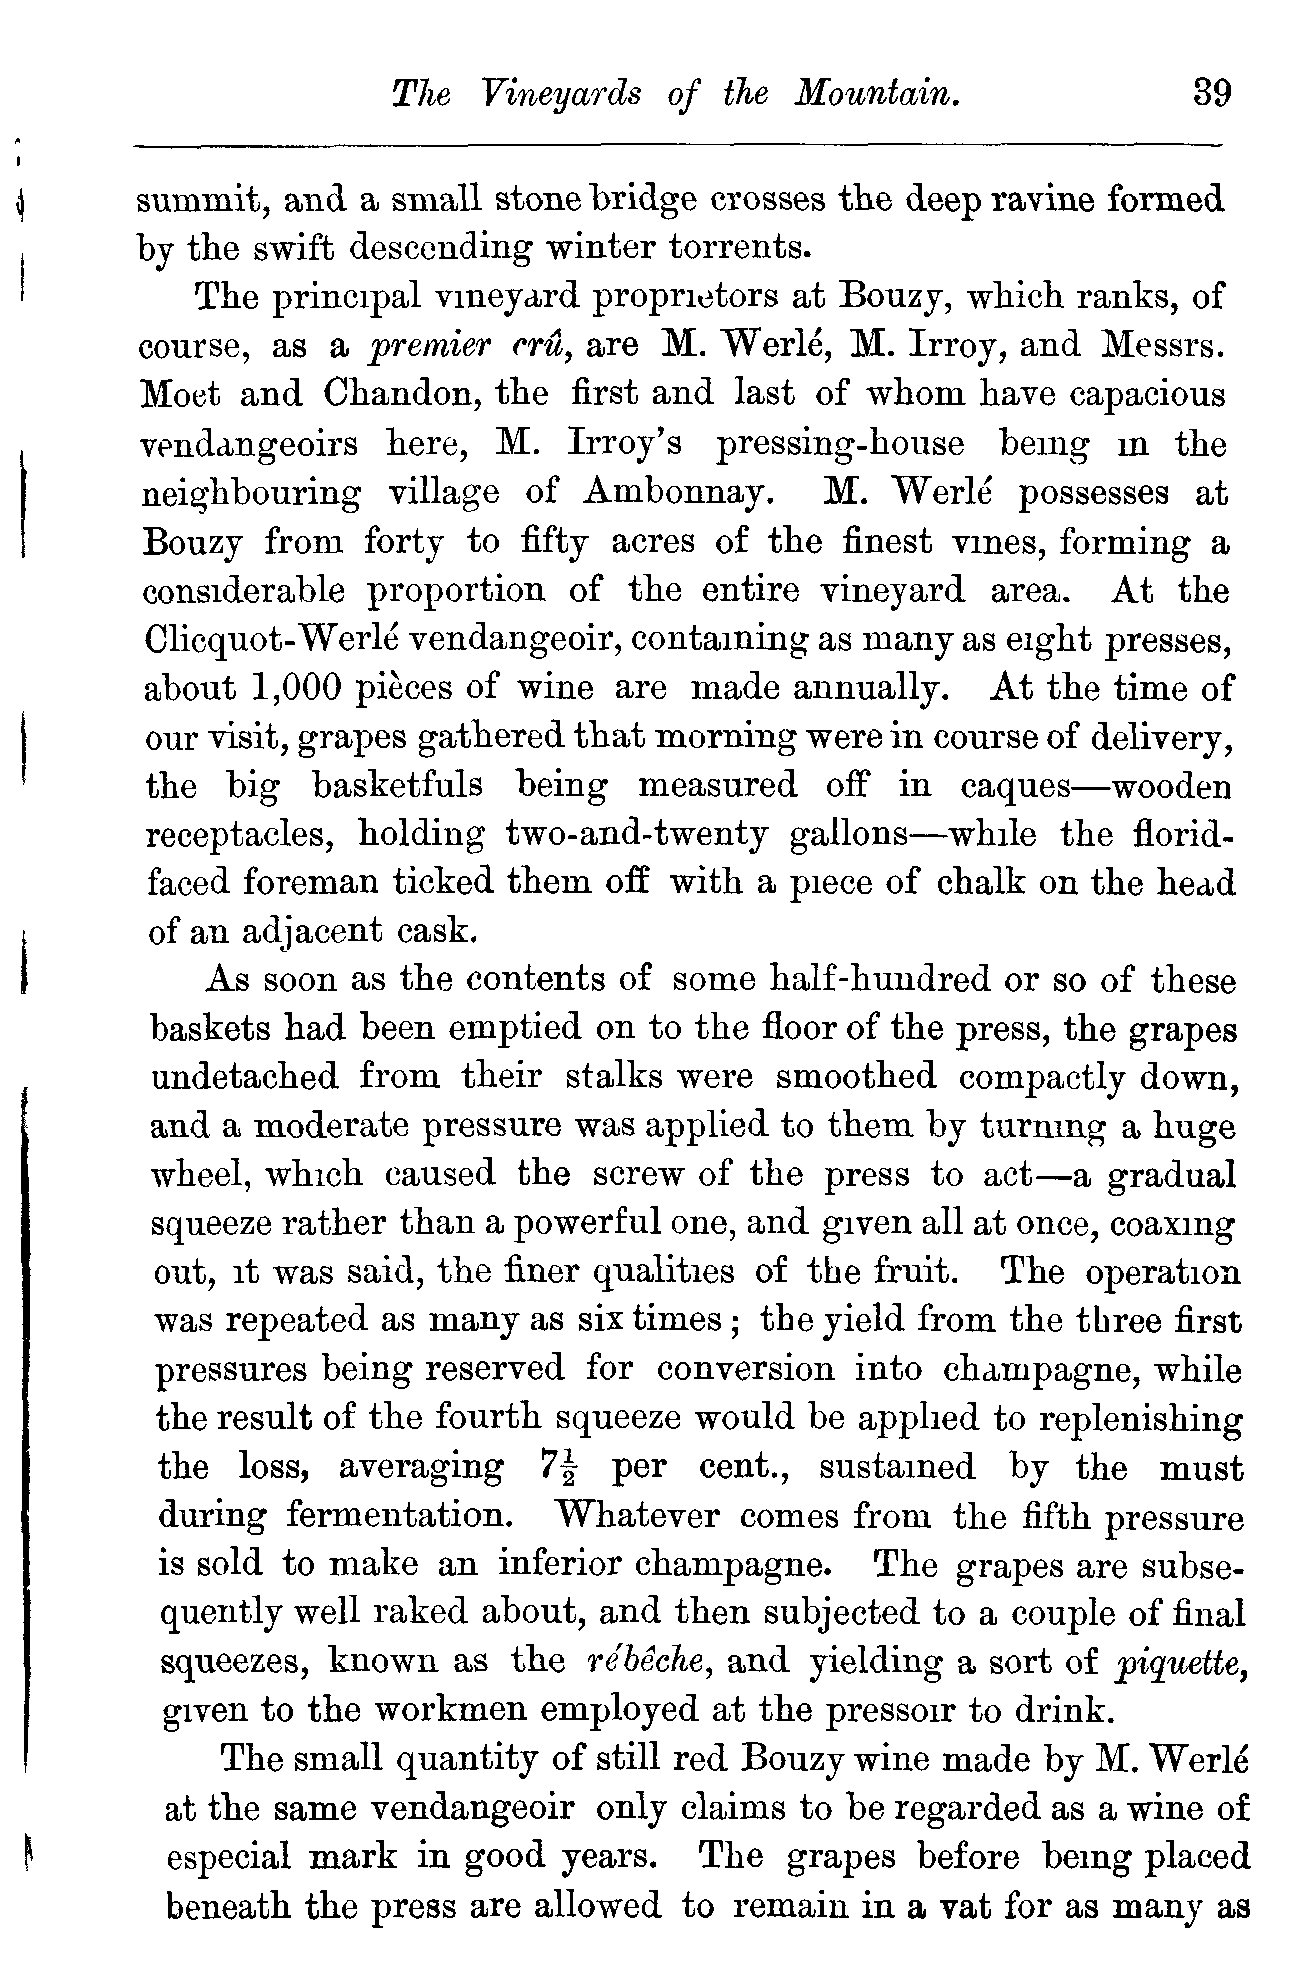 The Vineyards of the Mountain. 39
summit, and a small stone bridge crosses the deep ravine formed
by the swift descending winter torrents.
The principal vineyard proprietors at Bouzy, which ranks, of
course, as a premier crû, are M. Werlé, M. Irroy, and Messrs.
Moet and Chandon, the first and last of whom have capacious
vendangeoirs here, M. Irroy's pressing-house being in the
neighbouring village of Ambonnay. M. Werlé possesses at
Bouzy from forty to fifty acres of the finest vines, forming a
considerable proportion of the entire vineyard area. At the
Clicquot-Werlé vendangeoir, containing as many as eight presses,
about 1,000 pièces of wine are made annually. At the time of
our visit, grapes gathered that morning were in course of delivery,
the big basketfuls being measured off in caques—wooden
receptacles, holding two-and-twenty gallons—while the florid-
faced foreman ticked them off with a piece of chalk on the head
of an adjacent cask.
As soon as the contents of some half-hundred or so of these
baskets had been emptied on to the floor of the press, the grapes
undetached from their stalks were smoothed compactly down,
and a moderate pressure was applied to them by turning a huge
wheel, which caused the screw of the press to act—a gradual
squeeze rather than a powerful one, and given all at once, coaxing
out, it was said, the finer qualities of the fruit. The operation
was repeated as many as six times; the yield from the three first
pressures being reserved for conversion into champagne, while
the result of the fourth squeeze would be applied to replenishing
the loss, averaging 7½ per cent., sustained by the must
during fermentation. Whatever comes from the fifth pressure
is sold to make an inferior champagne. The grapes are subse-
quently well raked about, and then subjected to a couple of final
squeezes, known as the rébêche, and yielding a sort of piquette,
given to the workmen employed at the pressoir to drink.
The small quantity of still red Bouzy wine made by M. Werlé
at the same vendangeoir only claims to be regarded as a wine of
especial mark in good years. The grapes before being placed
beneath the press are allowed to remain in a vat for as many as